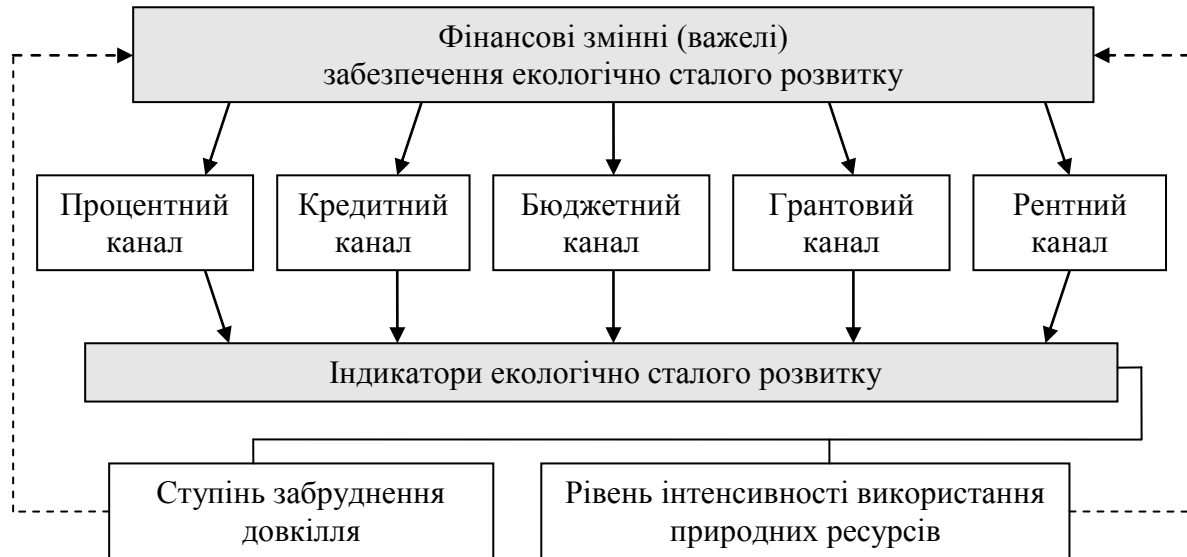 Фінансові змінні (важелі)
забезпечення екологічно сталого розвитку
Процентний
канал
Кредитний
канал
Бюджетний
канал
Грантовий
канал
Рентний
канал
Індикатори екологічно сталого розвитку
Ступінь забруднення
довкілля
Рівень інтенсивності використання
природних ресурсів